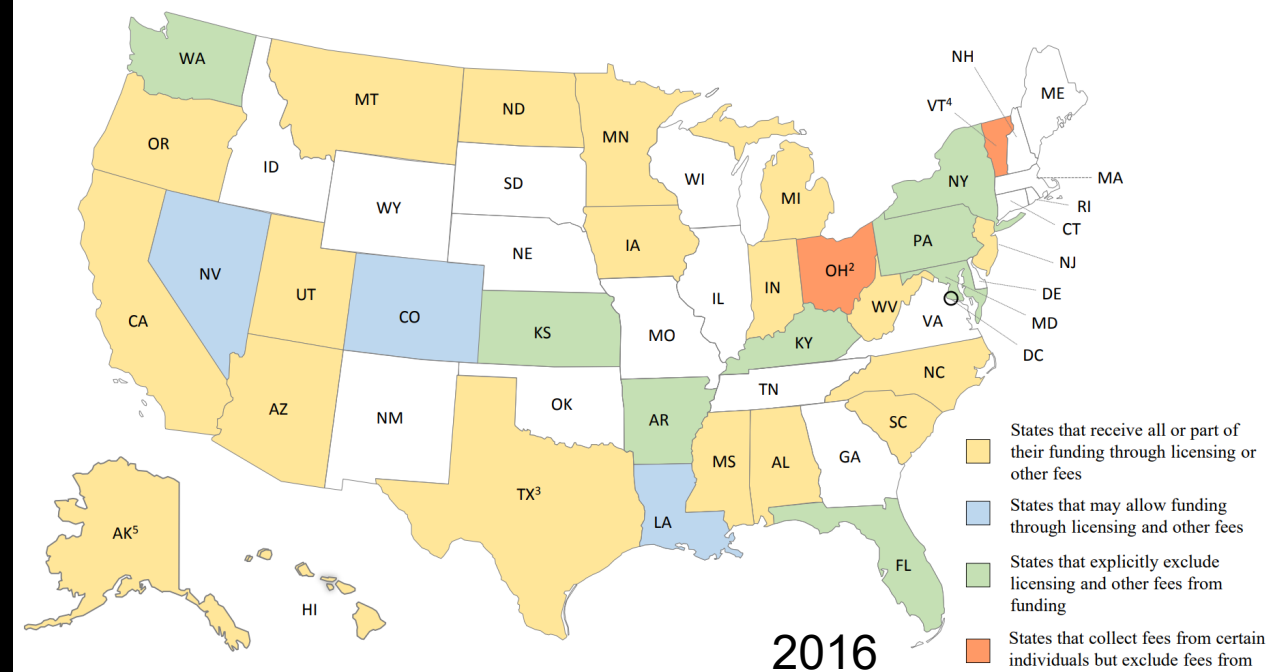 WA
MT
ND
MN
OR
ID
WY
SD
WI
MI
NH
VT⁴
ME
NY
MA
RI
CT
NJ
DE
MD
DC
PA
NV
UT
CA
CO
NE
IA
IL
IN
OH²
WV
VA
KS
MO
KY
AZ
NM
OK
AR
TN
NC
SC
MS
AL
GA
TX³
LA
FL
AK⁵
HI
States that receive all or part of
their funding through licensing or
other fees
States that may allow funding
through licensing and other fees
States that explicitly exclude
licensing and other fees from
funding
States that collect fees from certain
individuals but exclude fees from
2016